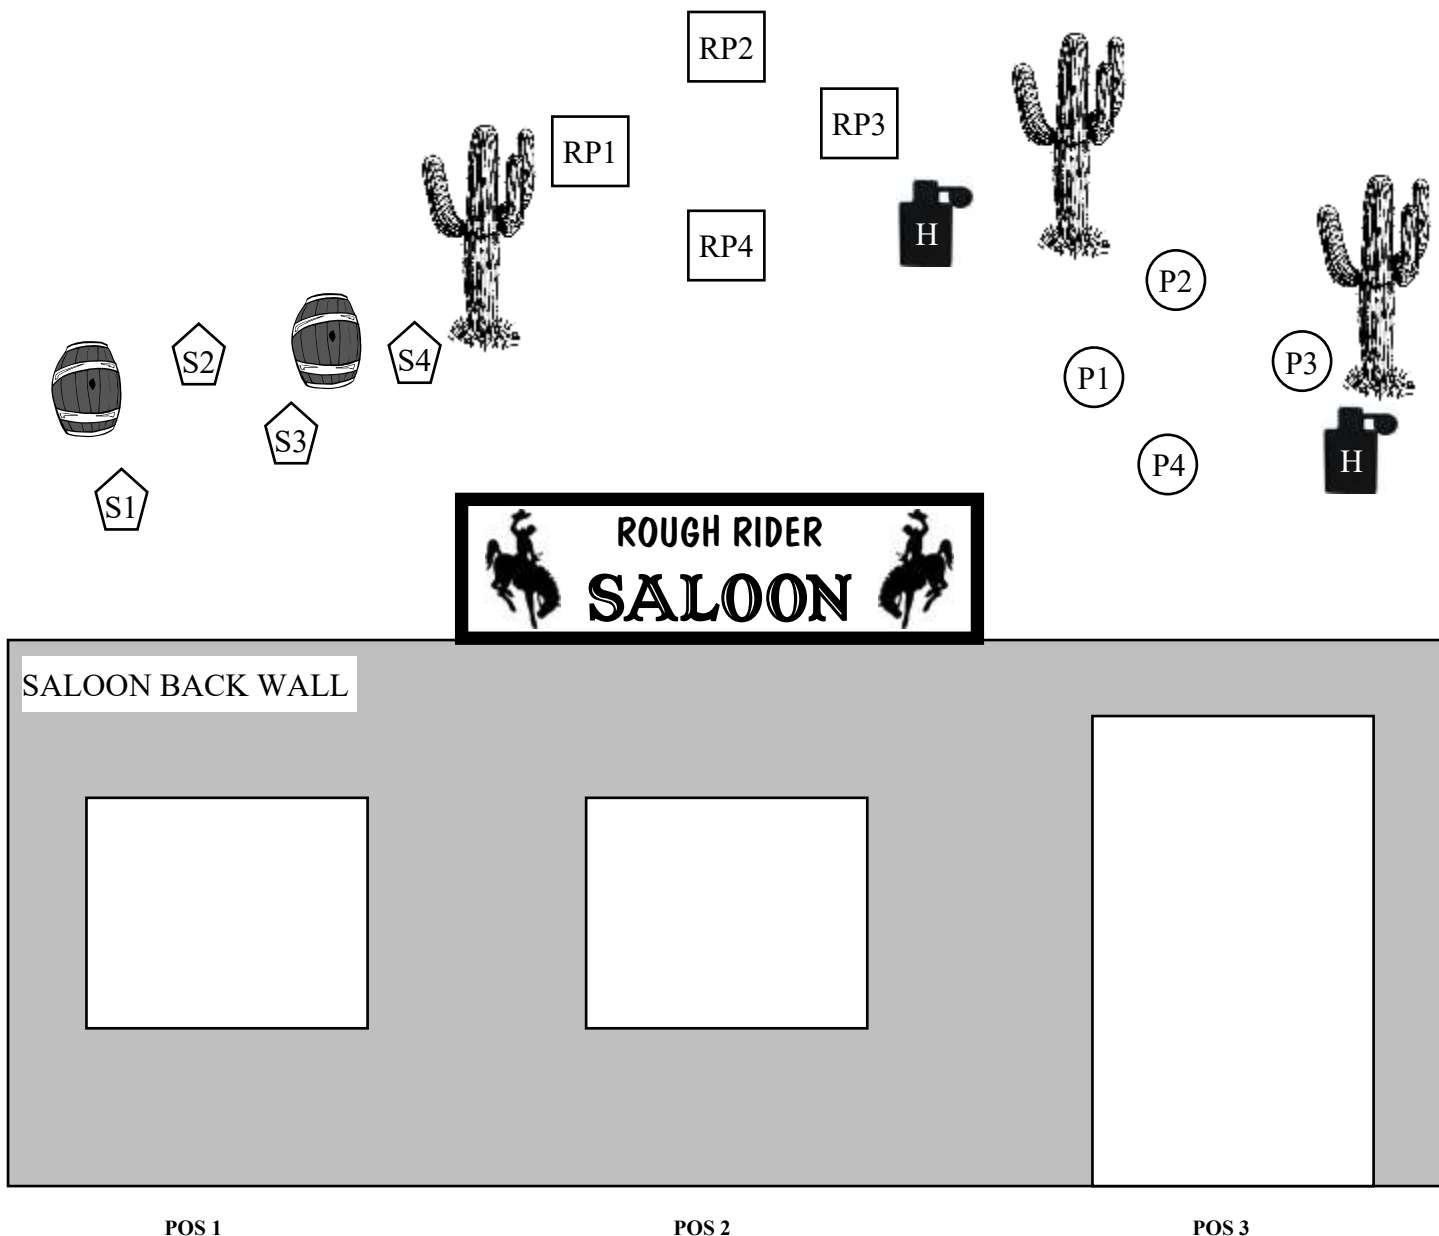 RP2
RP3
RP1
RP4
H
P2
S2
S4
P1
P3
S3
P4
H
S1
ROUGH RIDER
SALOON
SALOON BACK WALL
POS 1
POS 2
POS 3